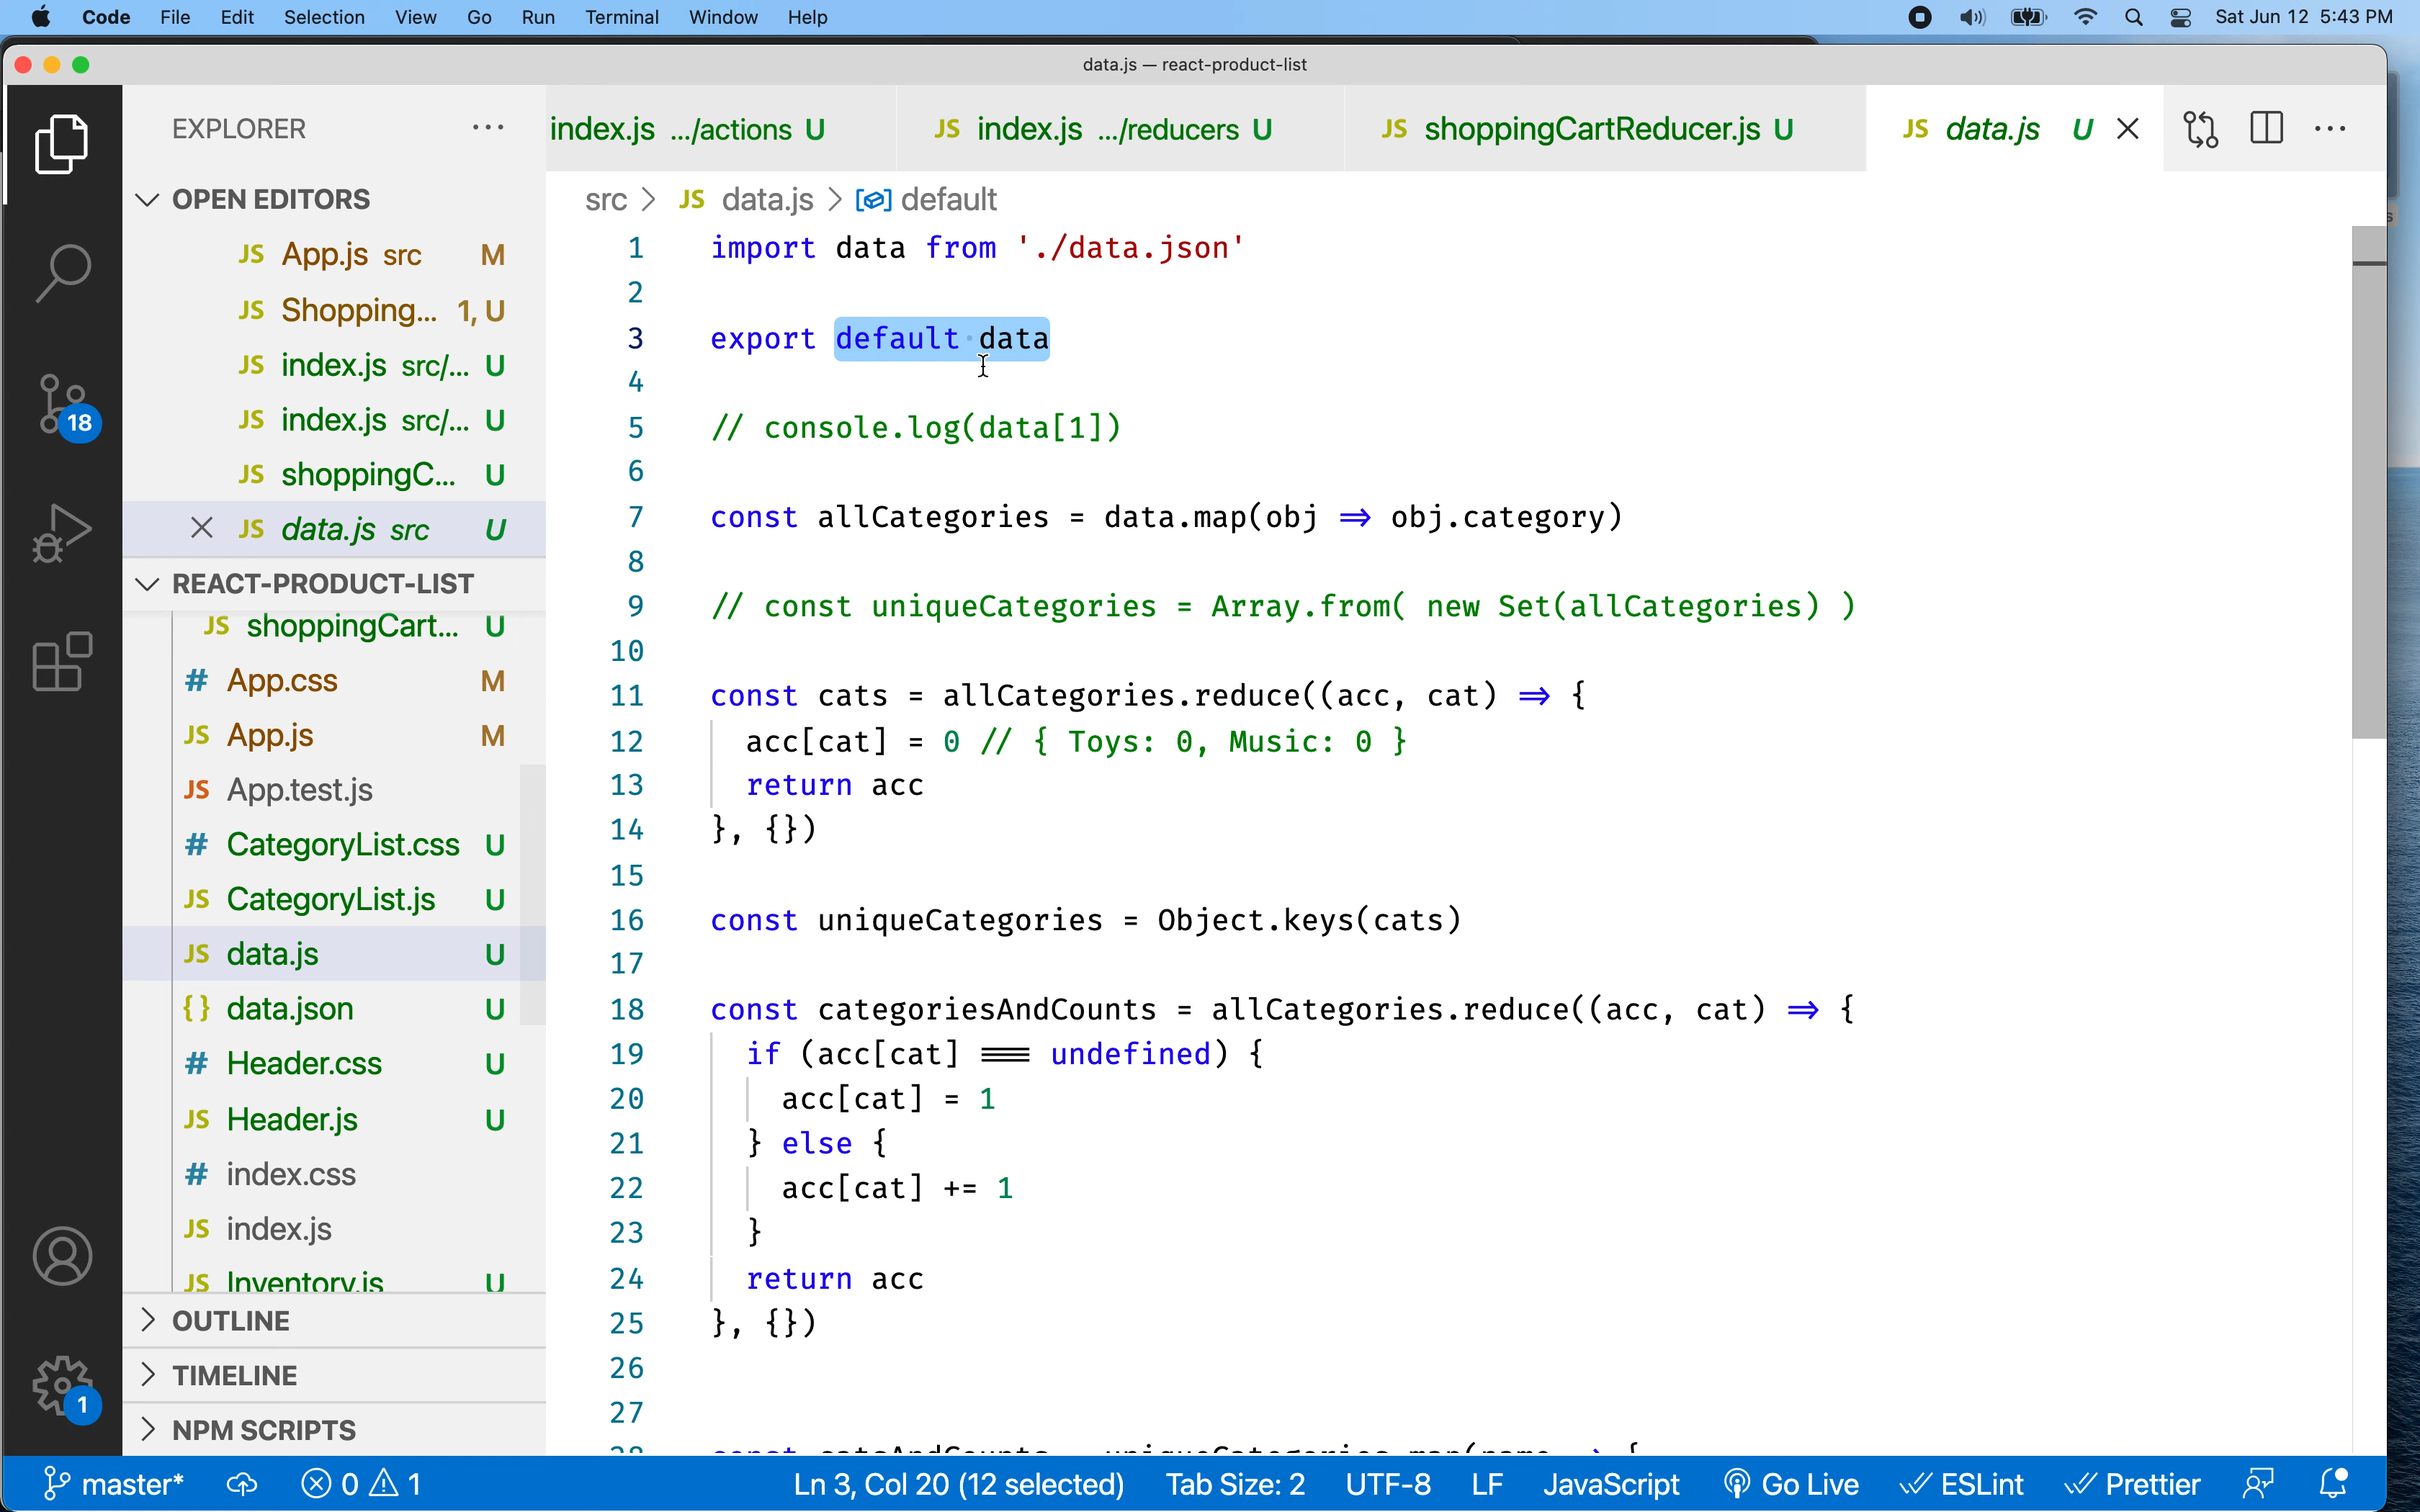 Code File Edit Selection View Go Run Terminal Window Help Sat Jun 12 5:43 PM
data.js — react-product-list
EXPLORER
index.js .../actions U
JS index.js .../reducers U
JS shoppingCartReducer.js U
JS data.js U
src > JS data.js > default
OPEN EDITORS
JS App.js src M
JS Shopping... 1, U
JS index.js src/... U
JS index.js src/... U
JS shoppingC... U
JS data.js src U
REACT-PRODUCT-LIST
JS shoppingCart... U
# App.css M
JS App.js M
JS App.test.js
# CategoryList.css U
JS CategoryList.js U
JS data.js U
{} data.json U
# Header.css U
JS Header.js U
# index.css
JS index.js
JS Inventory.js U
OUTLINE
TIMELINE
NPM SCRIPTS
18
1
1 import data from './data.json'
2
3 export default·data
4
5 // console.log(data[1])
6
7 const allCategories = data.map(obj => obj.category)
8
9 // const uniqueCategories = Array.from( new Set(allCategories) )
10
11 const cats = allCategories.reduce((acc, cat) => {
12 acc[cat] = 0 // { Toys: 0, Music: 0 }
13 return acc
14 }, {})
15
16 const uniqueCategories = Object.keys(cats)
17
18 const categoriesAndCounts = allCategories.reduce((acc, cat) => {
19 if (acc[cat] === undefined) {
20 acc[cat] = 1
21 } else {
22 acc[cat] += 1
23 }
24 return acc
25 }, {})
26
27
28 const catsAndCounts = uniqueCategories.map(name => {
master* 0 1 Ln 3, Col 20 (12 selected) Tab Size: 2 UTF-8 LF JavaScript Go Live ESLint Prettier